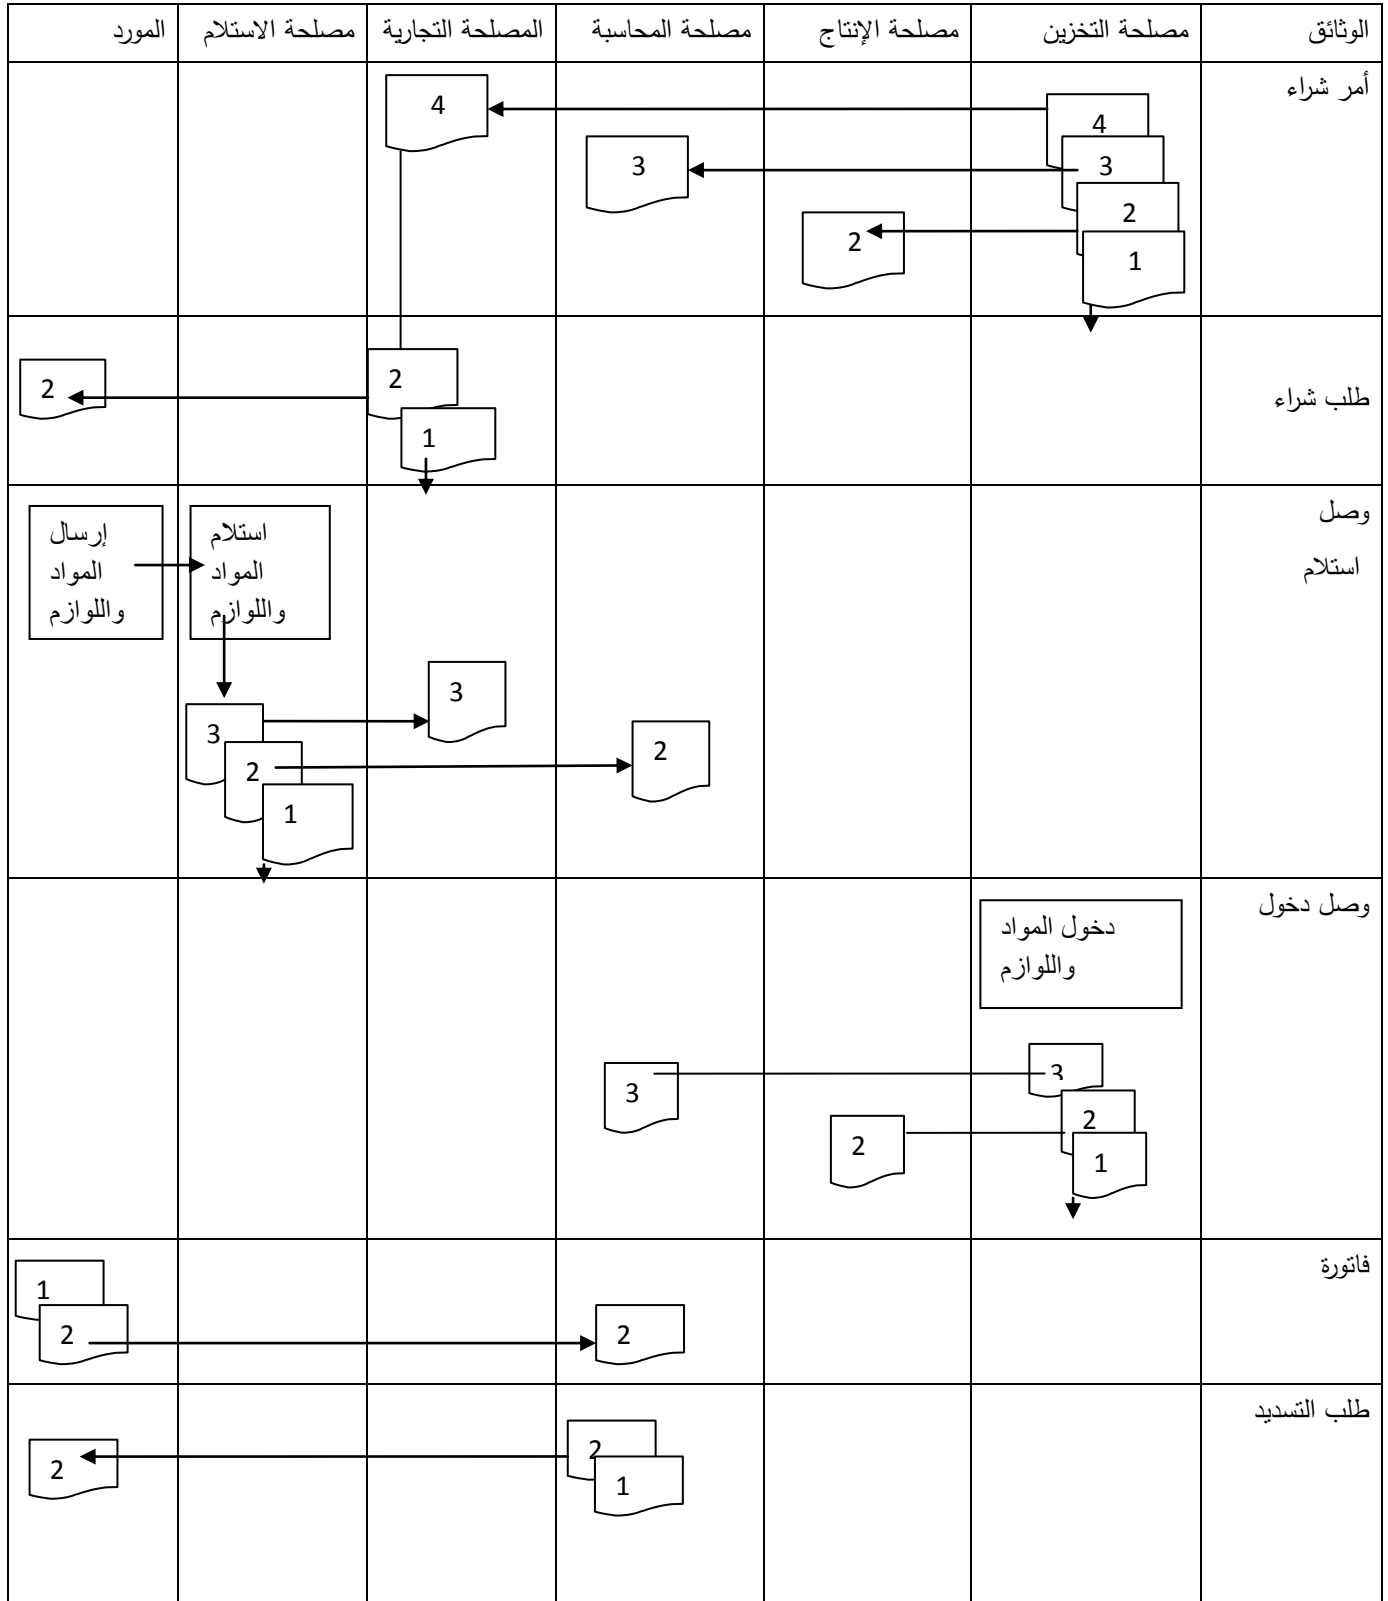 الوثائق
مصلحة التخزين
مصلحة الإنتاج
مصلحة المحاسبة
المصلحة التجارية
مصلحة الاستلام
المورد
أمر شراء
4
3
2
1
2
3
4
طلب شراء
2
1
2
وصل
استلام
استلام
المواد
واللوازم
إرسال
المواد
واللوازم
3
2
1
3
2
وصل دخول
دخول المواد
واللوازم
3
2
1
2
3
فاتورة
2
1
2
طلب التسديد
2
1
2